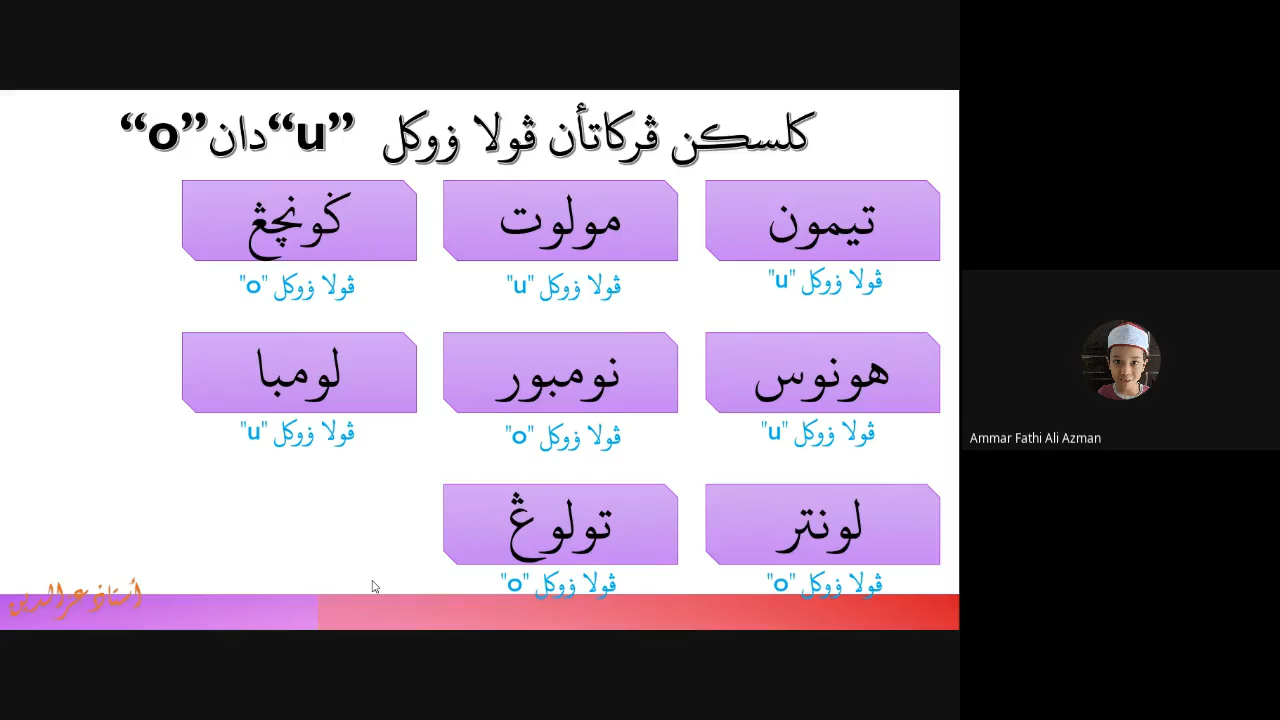 كلسكن ڤركاتأن ڤولا ۏوكل “u” دان “o”
تيمون
مولوت
ݢونچڠ
ڤولا ۏوكل "u"
ڤولا ۏوكل "u"
ڤولا ۏوكل "o"
هونوس
نومبور
لومبا
ڤولا ۏوكل "u"
ڤولا ۏوكل "o"
ڤولا ۏوكل "u"
لونتر
تولوڠ
ڤولا ۏوكل "o"
ڤولا ۏوكل "o"
Ammar Fathi Ali Azman